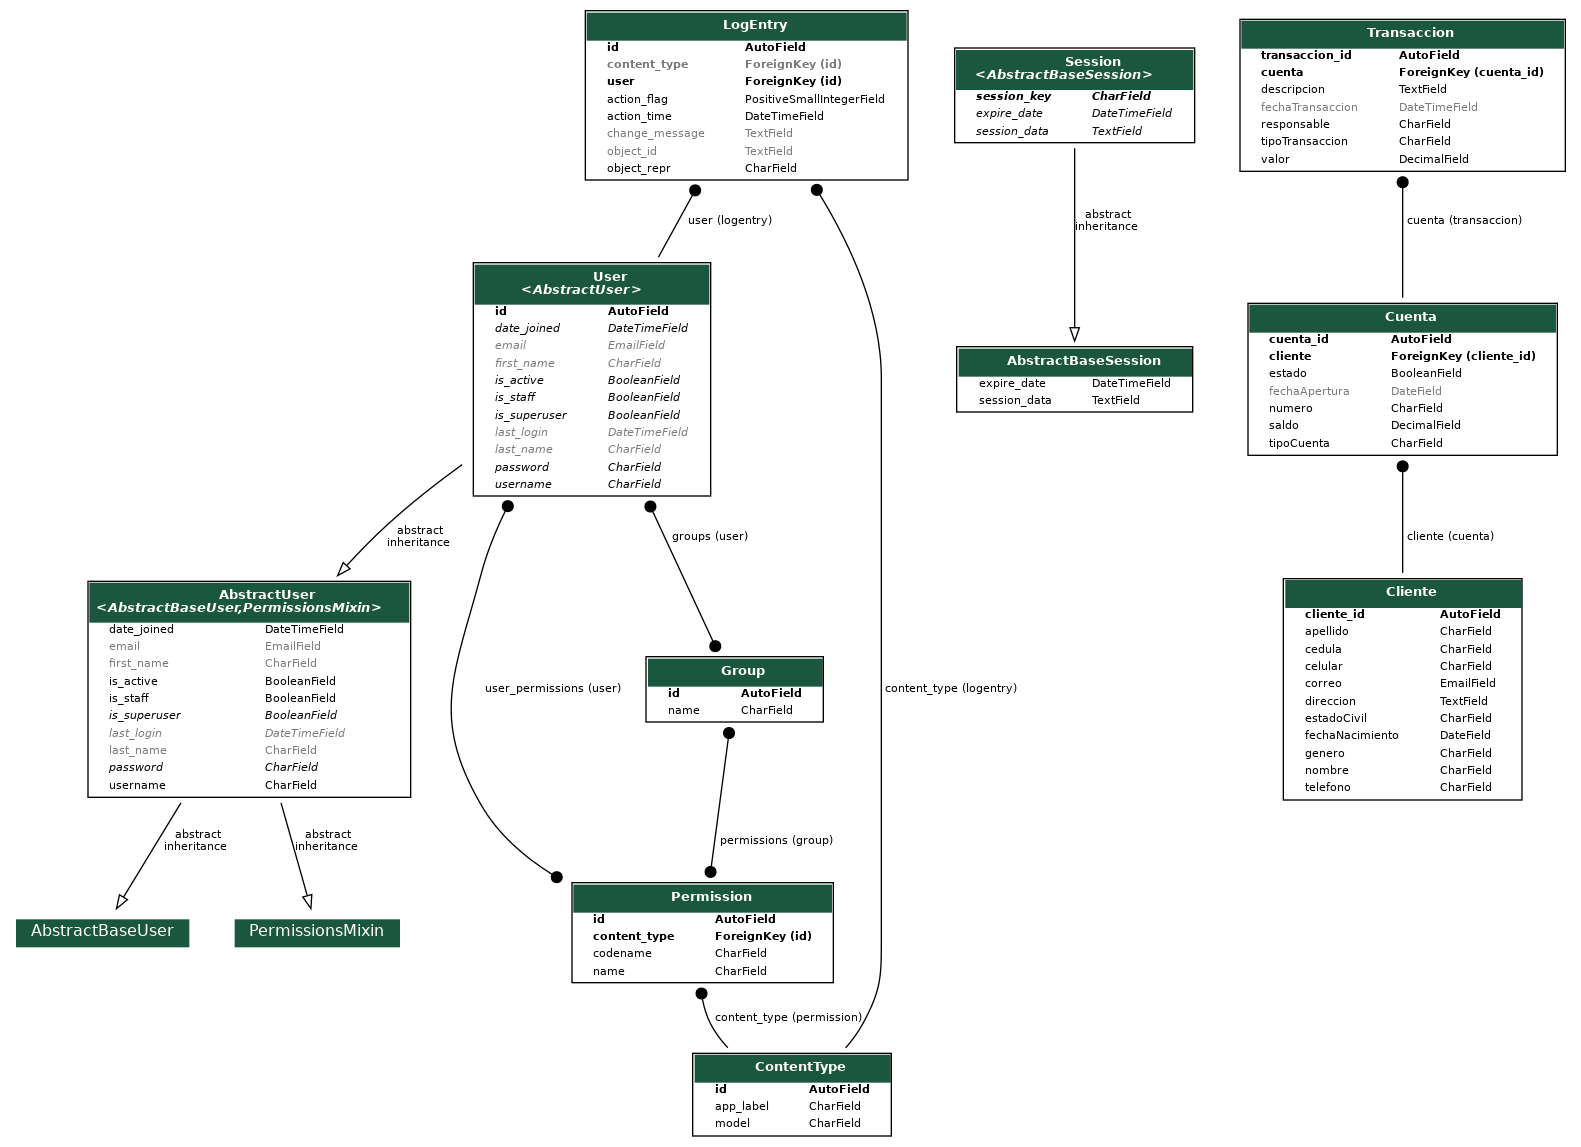 LogEntry
id AutoField
content_type ForeignKey (id)
user ForeignKey (id)
action_flag PositiveSmallIntegerField
action_time DateTimeField
change_message TextField
object_id TextField
object_repr CharField
Session
<AbstractBaseSession>
session_key CharField
expire_date DateTimeField
session_data TextField
Transaccion
transaccion_id AutoField
cuenta ForeignKey (cuenta_id)
descripcion TextField
fechaTransaccion DateTimeField
responsable CharField
tipoTransaccion CharField
valor DecimalField
user (logentry)
abstract
inheritance
cuenta (transaccion)
User
<AbstractUser>
id AutoField
date_joined DateTimeField
email EmailField
first_name CharField
is_active BooleanField
is_staff BooleanField
is_superuser BooleanField
last_login DateTimeField
last_name CharField
password CharField
username CharField
AbstractBaseSession
expire_date DateTimeField
session_data TextField
Cuenta
cuenta_id AutoField
cliente ForeignKey (cliente_id)
estado BooleanField
fechaApertura DateField
numero CharField
saldo DecimalField
tipoCuenta CharField
abstract
inheritance
groups (user)
cliente (cuenta)
AbstractUser
<AbstractBaseUser,PermissionsMixin>
date_joined DateTimeField
email EmailField
first_name CharField
is_active BooleanField
is_staff BooleanField
is_superuser BooleanField
last_login DateTimeField
last_name CharField
password CharField
username CharField
user_permissions (user)
Group
id AutoField
name CharField
content_type (logentry)
Cliente
cliente_id AutoField
apellido CharField
cedula CharField
celular CharField
correo EmailField
direccion TextField
estadoCivil CharField
fechaNacimiento DateField
genero CharField
nombre CharField
telefono CharField
abstract
inheritance
abstract
inheritance
permissions (group)
AbstractBaseUser
PermissionsMixin
Permission
id AutoField
content_type ForeignKey (id)
codename CharField
name CharField
content_type (permission)
ContentType
id AutoField
app_label CharField
model CharField